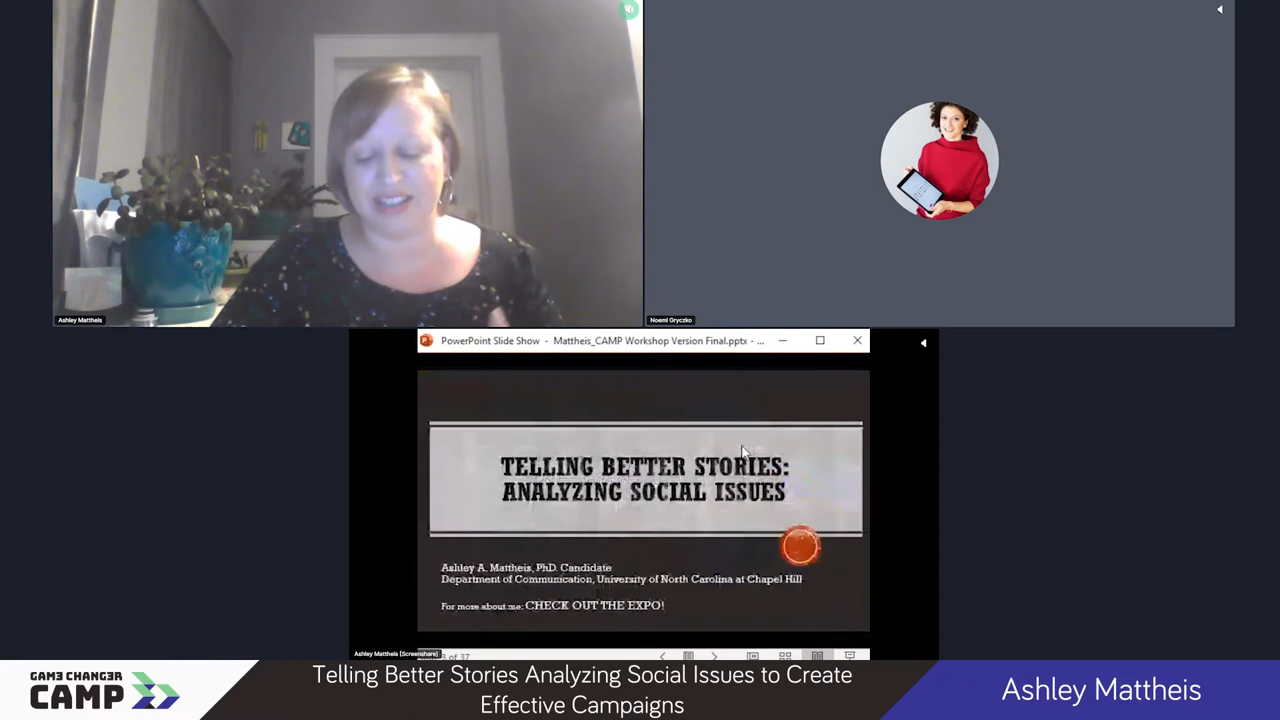 Ashley Mattheis
Noemi Gryczko
PowerPoint Slide Show - Mattheis_CAMP Workshop Version Final.pptx - ...
TELLING BETTER STORIES:
ANALYZING SOCIAL ISSUES
Ashley A. Mattheis, PhD. Candidate
Department of Communication, University of North Carolina at Chapel Hill
For more about me: CHECK OUT THE EXPO!
Ashley Mattheis (Screenshare)
of 37
GAME CHANGER
CAMP
Telling Better Stories Analyzing Social Issues to Create
Effective Campaigns
Ashley Mattheis